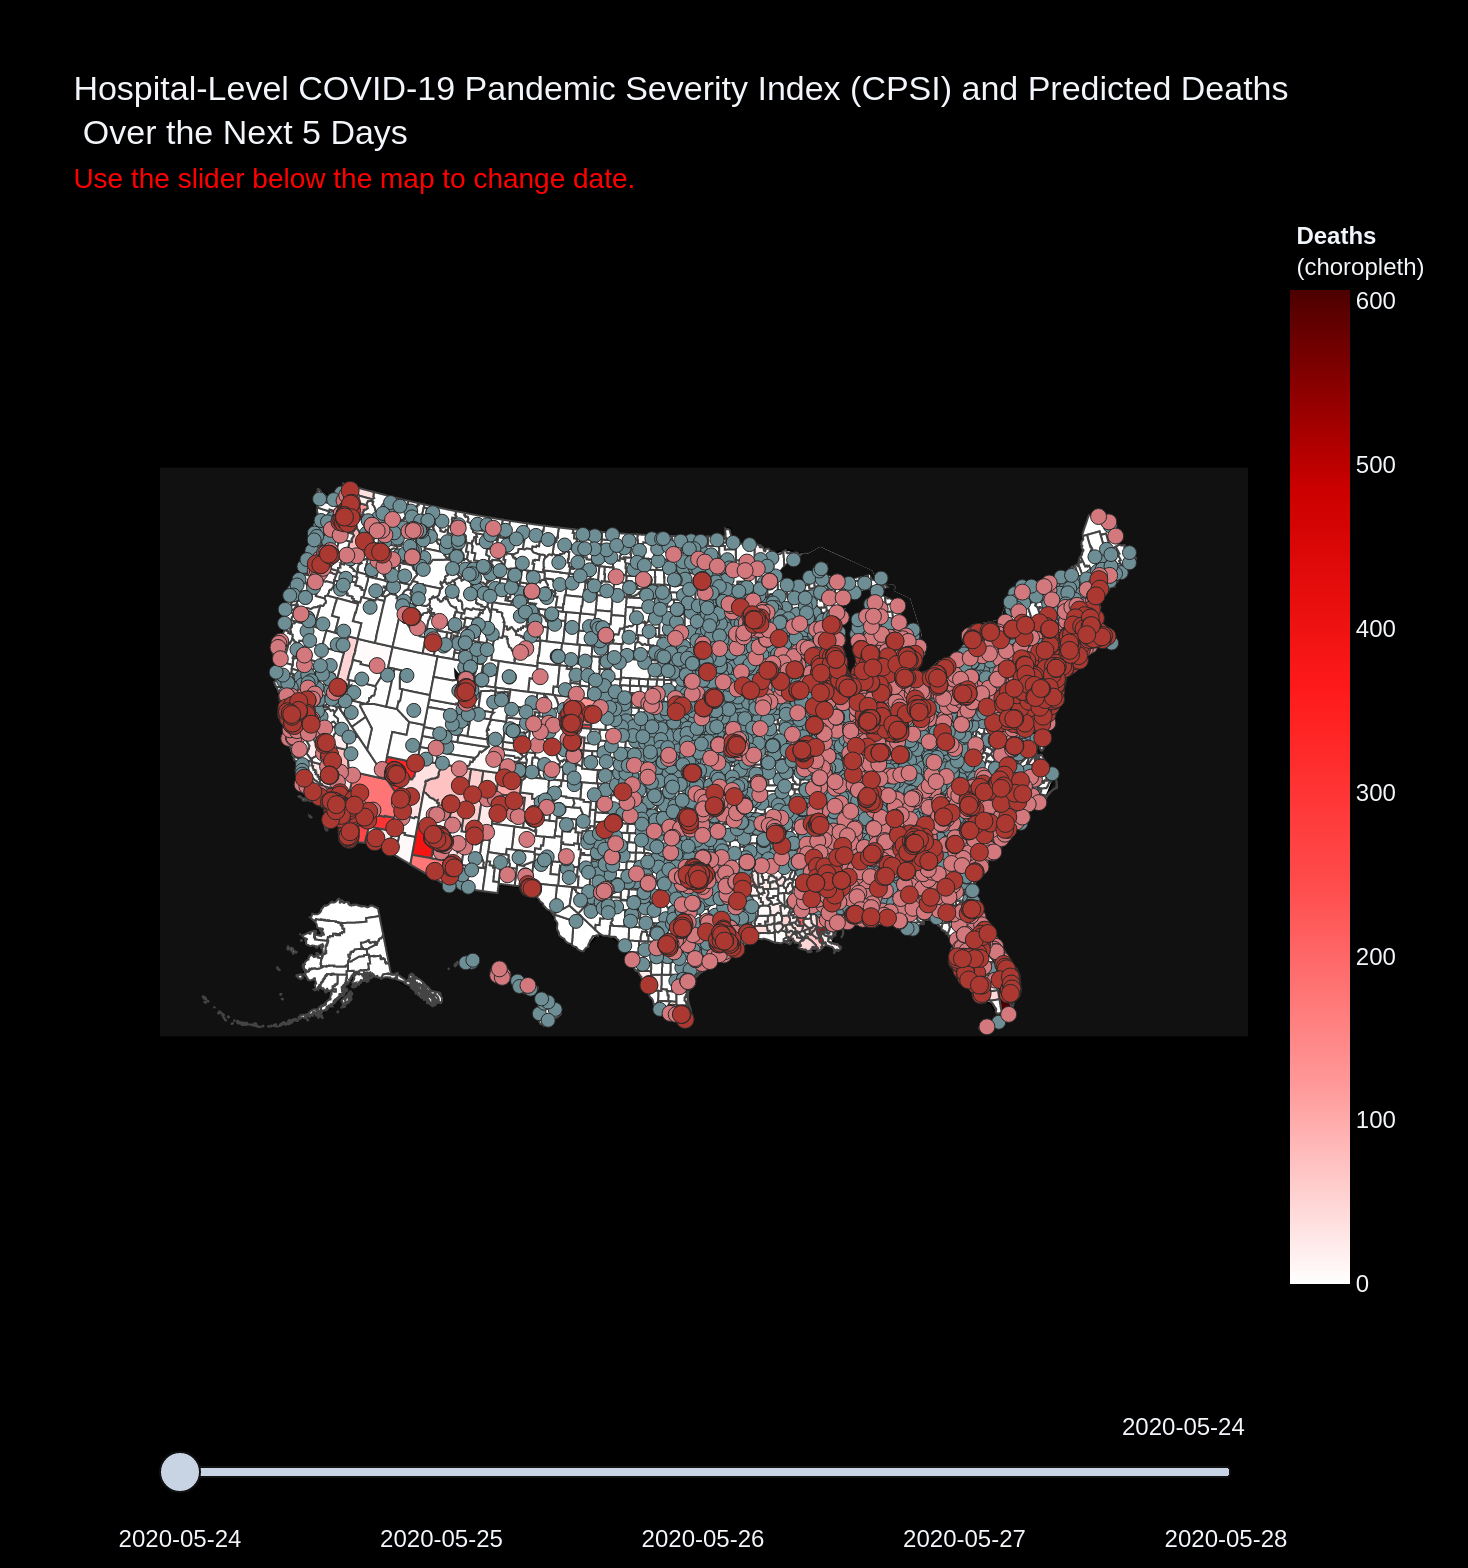 Hospital-Level COVID-19 Pandemic Severity Index (CPSI) and Predicted Deaths
Over the Next 5 Days
Use the slider below the map to change date.
Deaths
(choropleth)
600
500
400
300
200
100
0
2020-05-24
2020-05-24
2020-05-25
2020-05-26
2020-05-27
2020-05-28